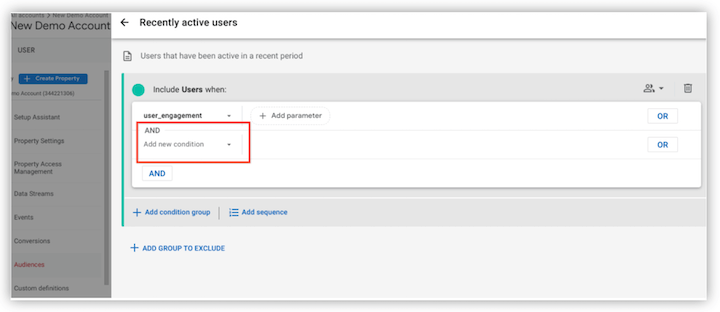 accounts > New Demo Account
New Demo Account
USER
Create Property
mo Account (344221306)
Setup Assistant
Property Settings
Property Access
Management
Data Streams
Events
Conversions
Audiences
Custom definitions
Recently active users
Users that have been active in a recent period
Include Users when:
user_engagement
Add parameter
OR
AND
Add new condition
OR
AND
Add condition group
Add sequence
ADD GROUP TO EXCLUDE